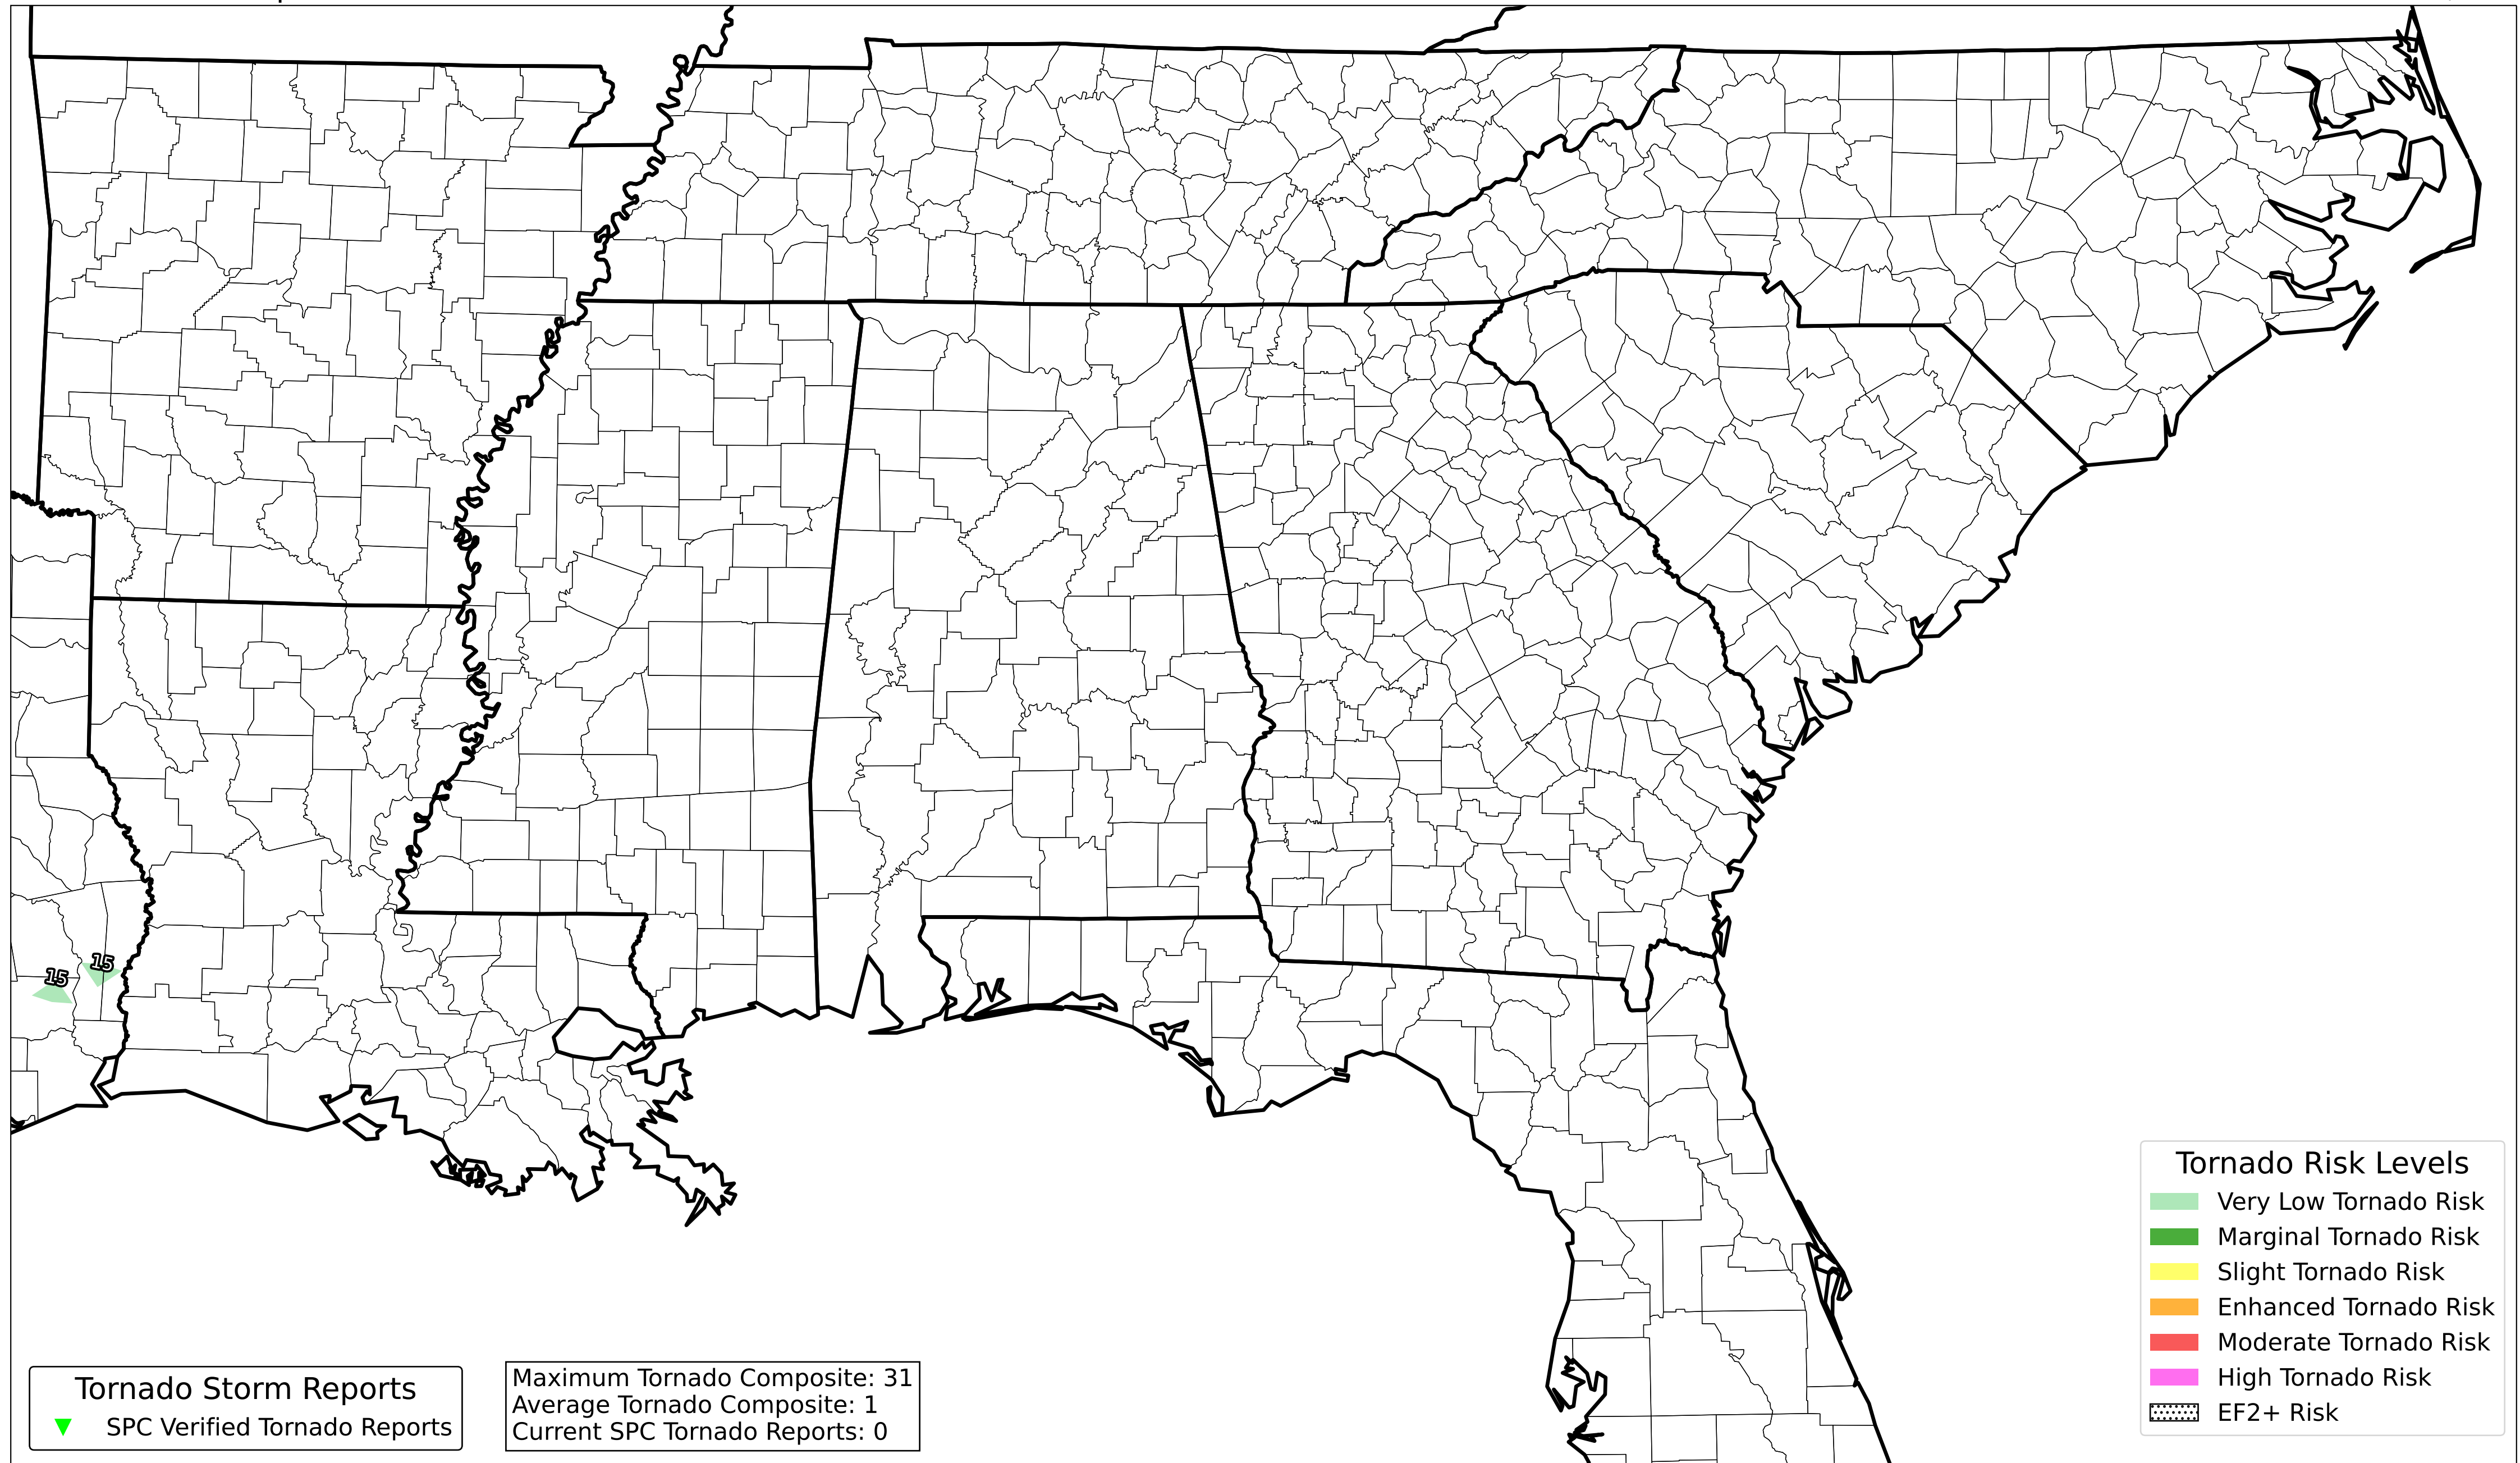 15
15
Tornado Risk Levels
Very Low Tornado Risk
Marginal Tornado Risk
Slight Tornado Risk
Enhanced Tornado Risk
Moderate Tornado Risk
High Tornado Risk
EF2+ Risk
Tornado Storm Reports
SPC Verified Tornado Reports
Maximum Tornado Composite: 31
Average Tornado Composite: 1
Current SPC Tornado Reports: 0